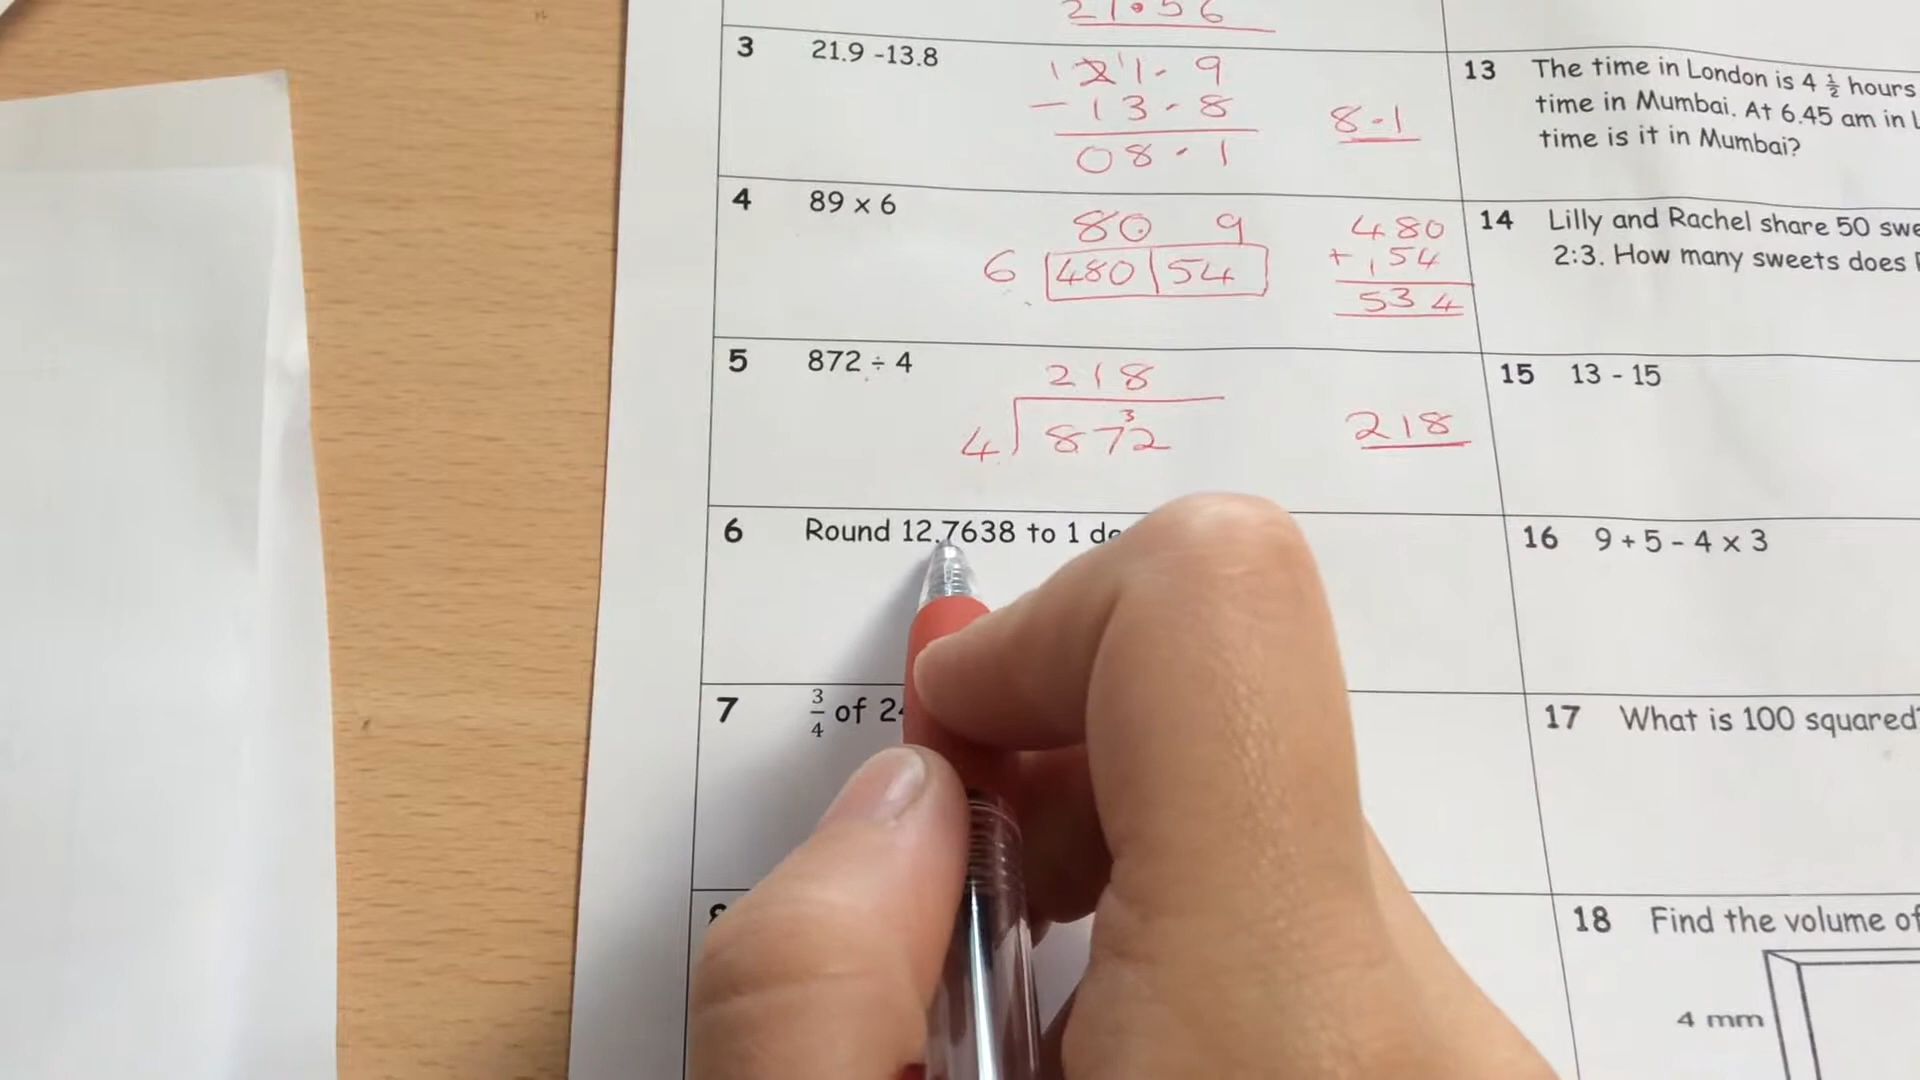 21.56
3 21.9 -13.8
1 2 1 1.9
- 13.8
08.1
8.1
4 89 x 6
80 9
6 480 54
480
+ 1 54
534
5 872 ÷ 4
218
4 872 3
218
6 Round 12.7638 to 1 de
7 3/4 of 2
13 The time in London is 4 ½ hours
time in Mumbai. At 6.45 am in L
time is it in Mumbai?
14 Lilly and Rachel share 50 swe
2:3. How many sweets does
15 13 - 15
16 9 + 5 - 4 x 3
17 What is 100 squared
18 Find the volume of
4 mm